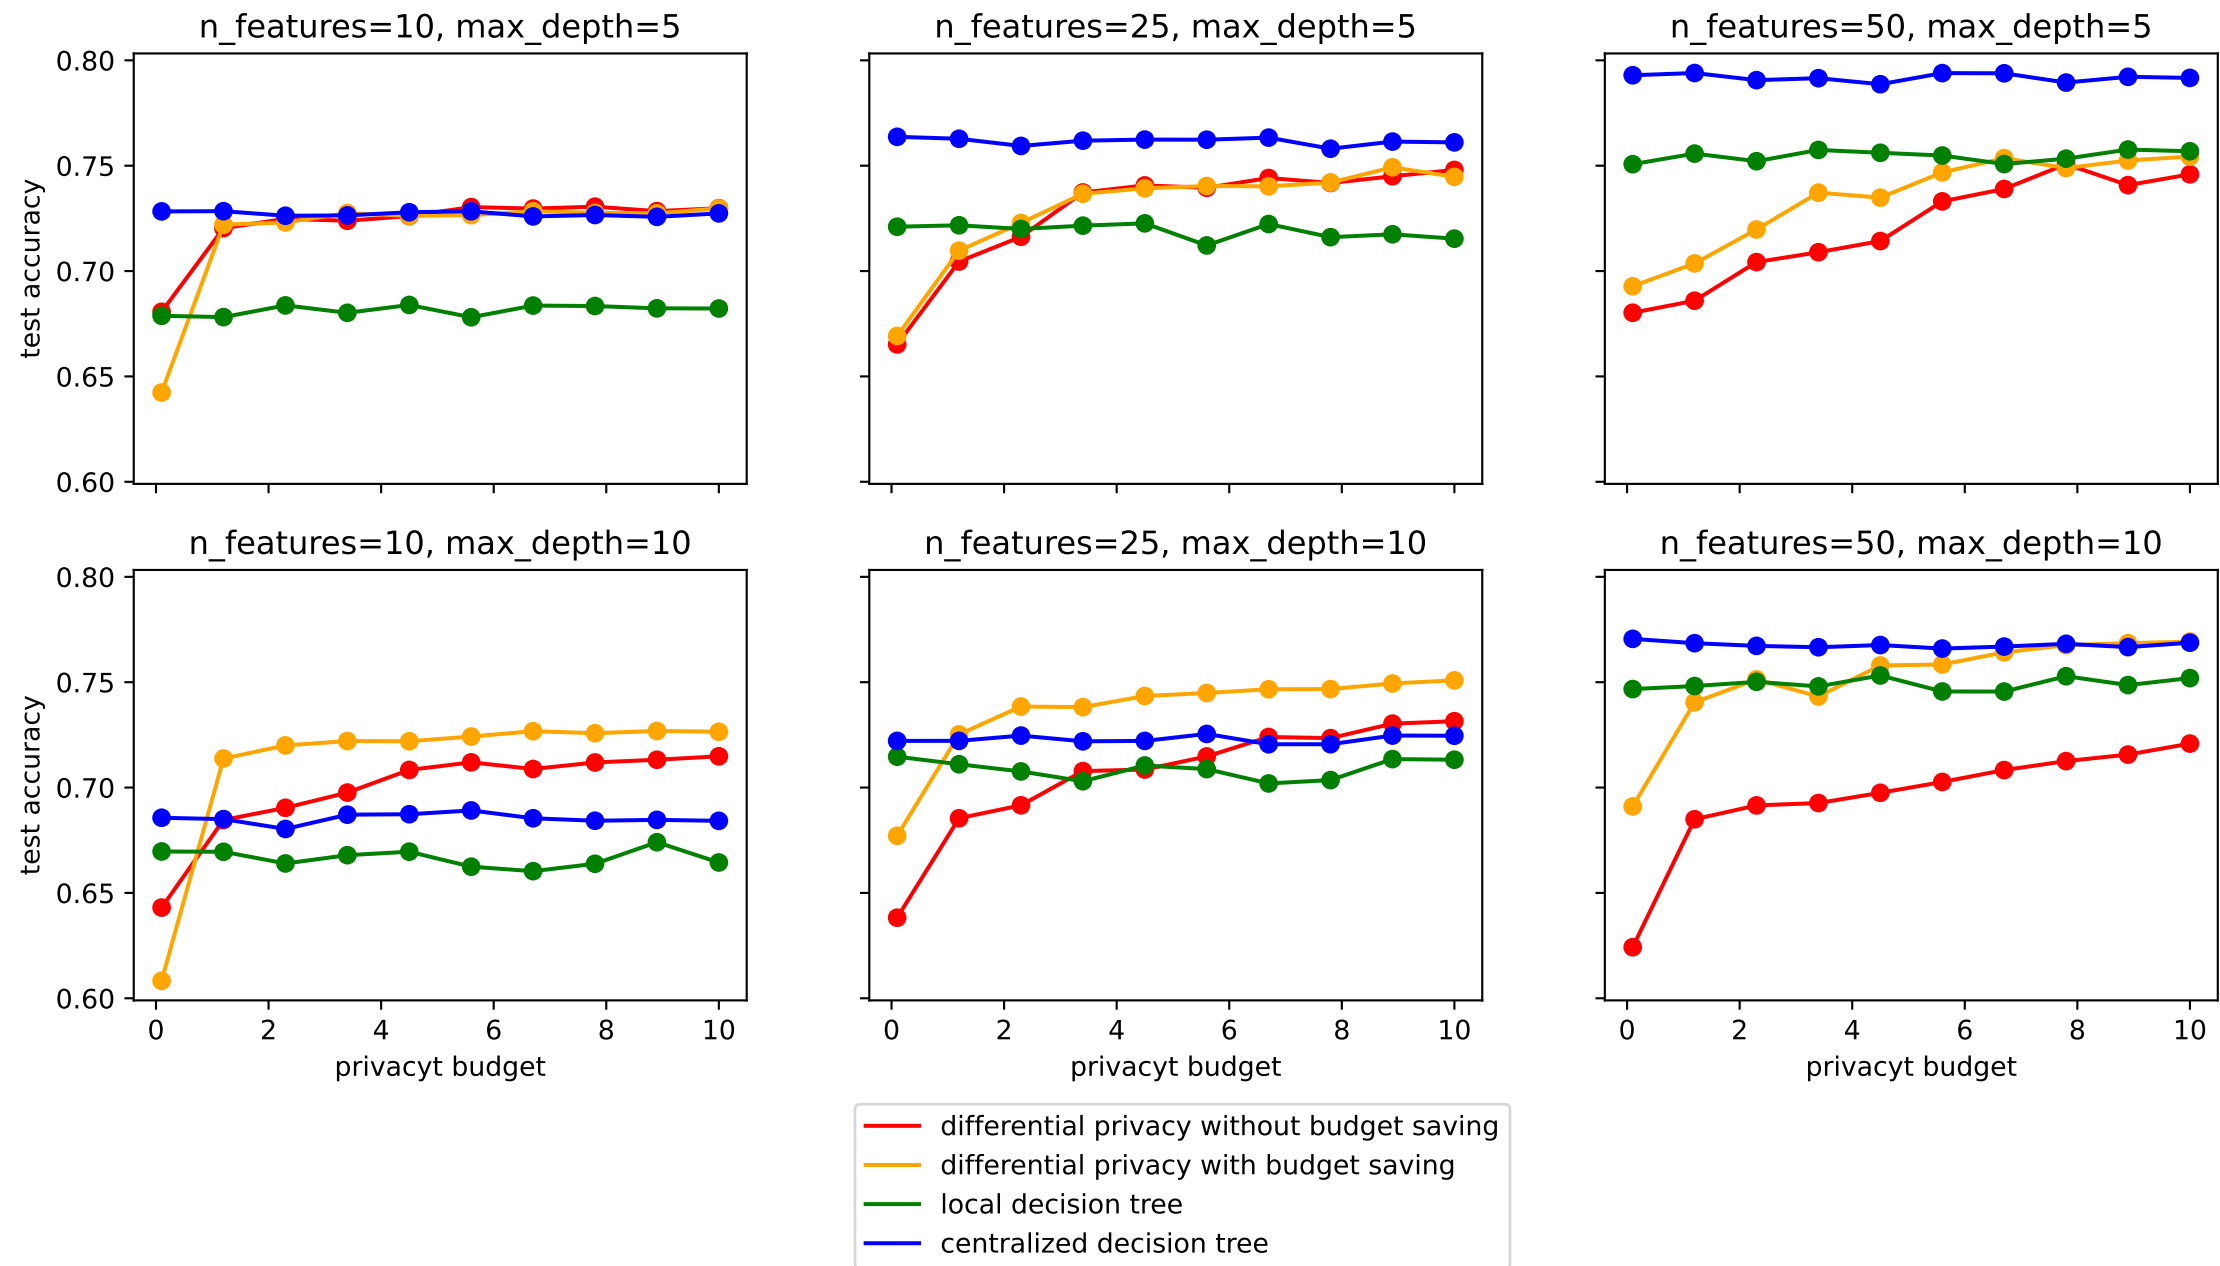 n_features=10, max_depth=5
n_features=25, max_depth=5
n_features=50, max_depth=5
0.80
0.75
0.70
0.65
0.60
test accuracy
n_features=10, max_depth=10
n_features=25, max_depth=10
n_features=50, max_depth=10
0.80
0.75
0.70
0.65
0.60
test accuracy
0 2 4 6 8 10
0 2 4 6 8 10
0 2 4 6 8 10
privacyt budget
privacyt budget
privacyt budget
differential privacy without budget saving
differential privacy with budget saving
local decision tree
centralized decision tree